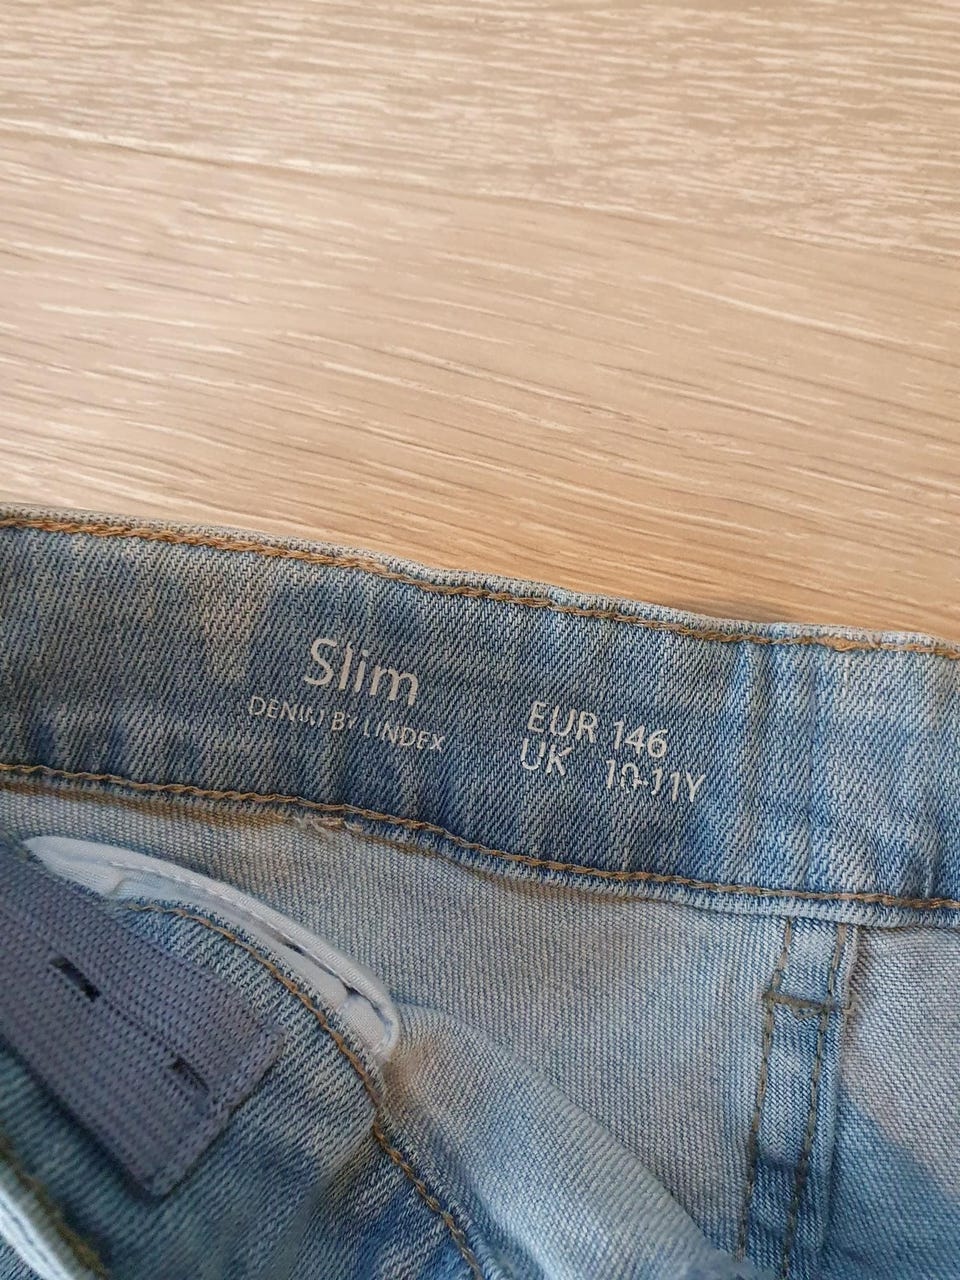 Slim
DENIM BY LINDEX
EUR 146
UK 10-11Y